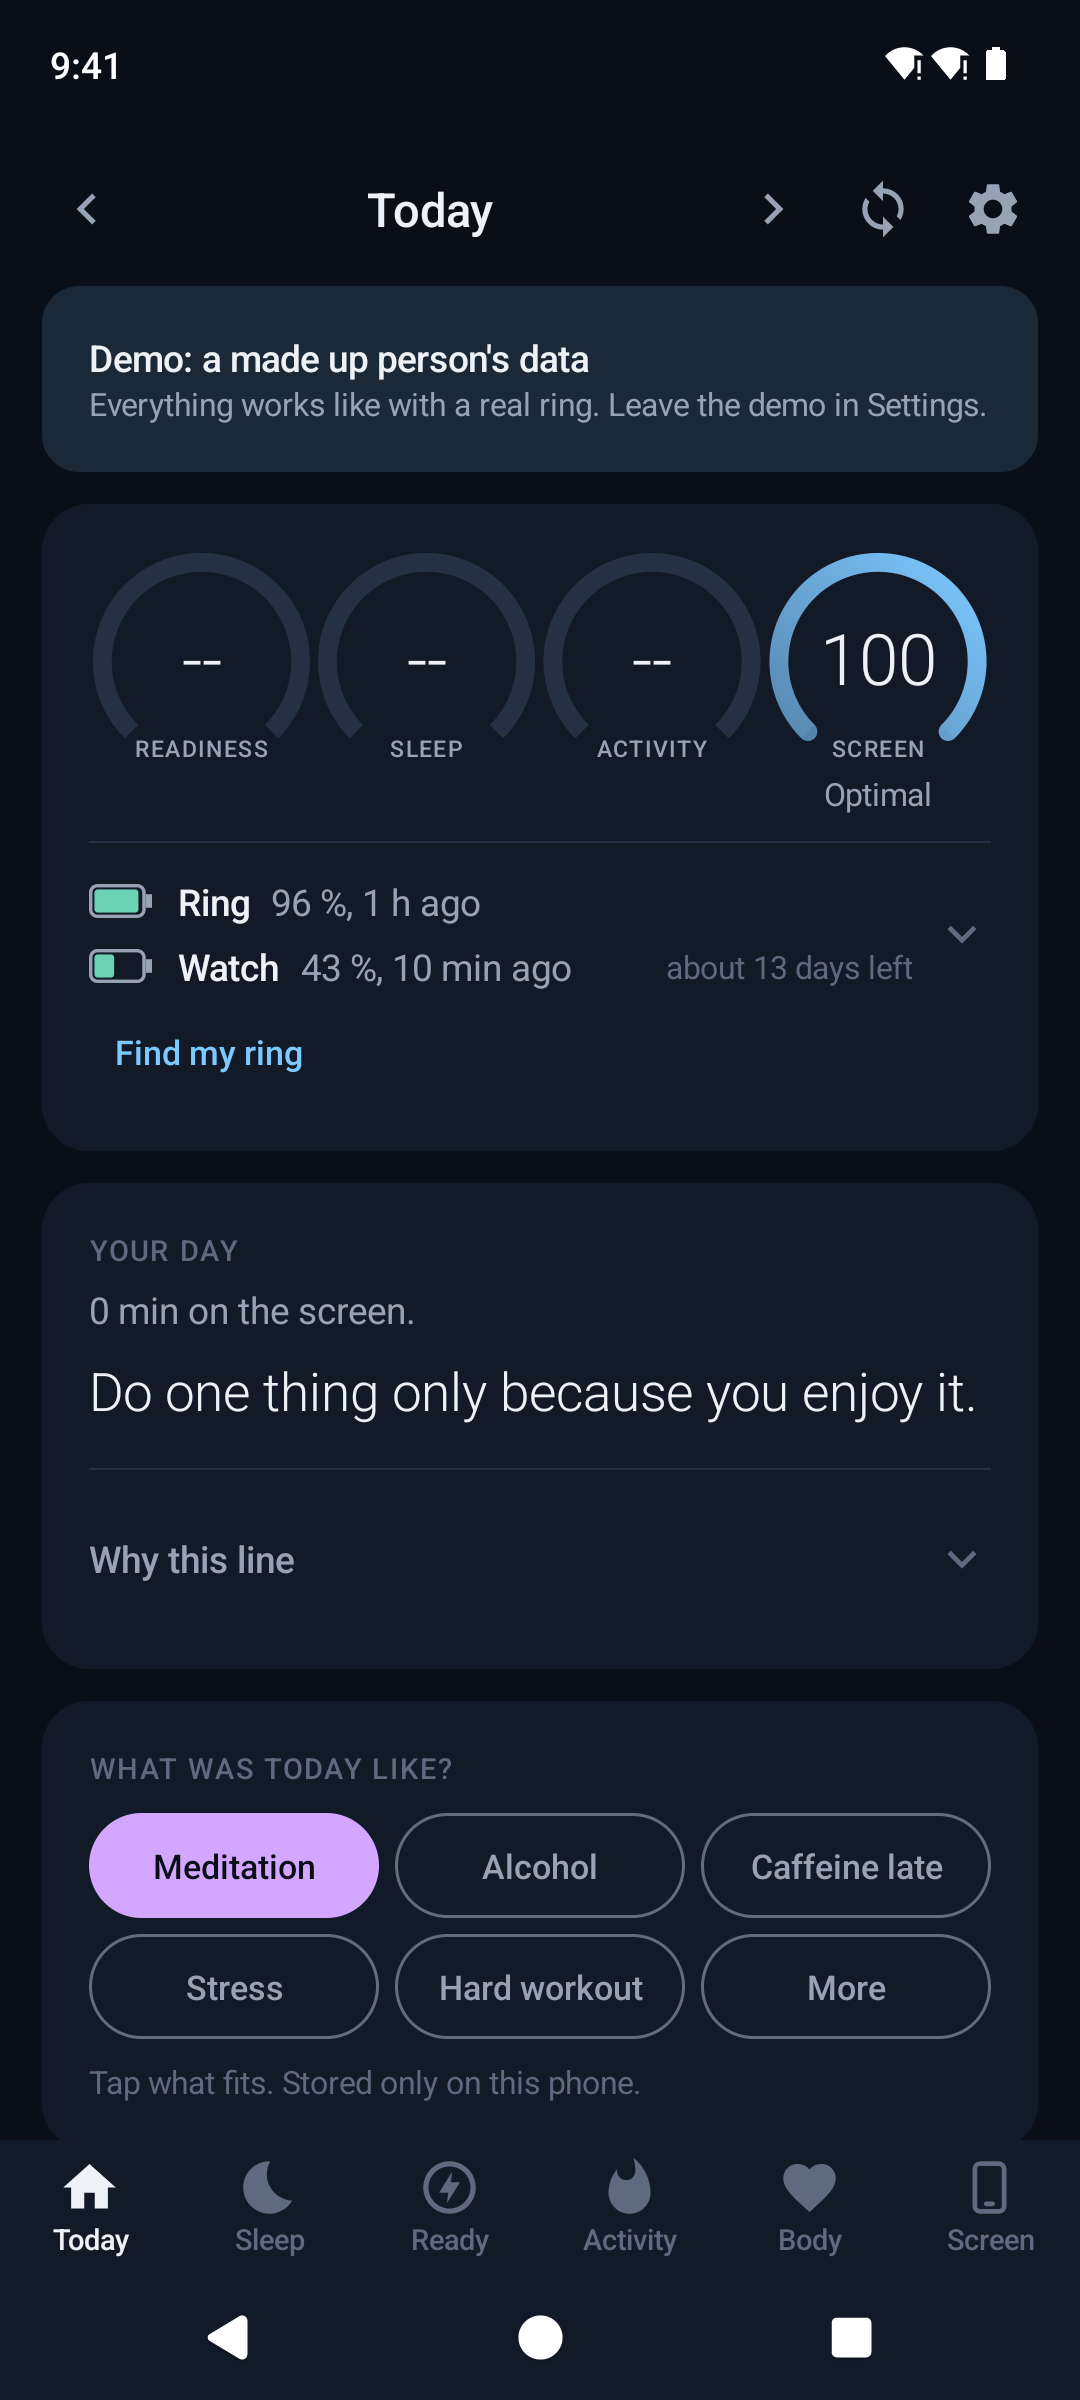 9:41
Today
Demo: a made up person's data
Everything works like with a real ring. Leave the demo in Settings.
-- -- -- 100
READINESS SLEEP ACTIVITY SCREEN
Optimal
Ring 96 %, 1 h ago
Watch 43 %, 10 min ago about 13 days left
Find my ring
YOUR DAY
0 min on the screen.
Do one thing only because you enjoy it.
Why this line
WHAT WAS TODAY LIKE?
Meditation Alcohol Caffeine late
Stress Hard workout More
Tap what fits. Stored only on this phone.
Today Sleep Ready Activity Body Screen